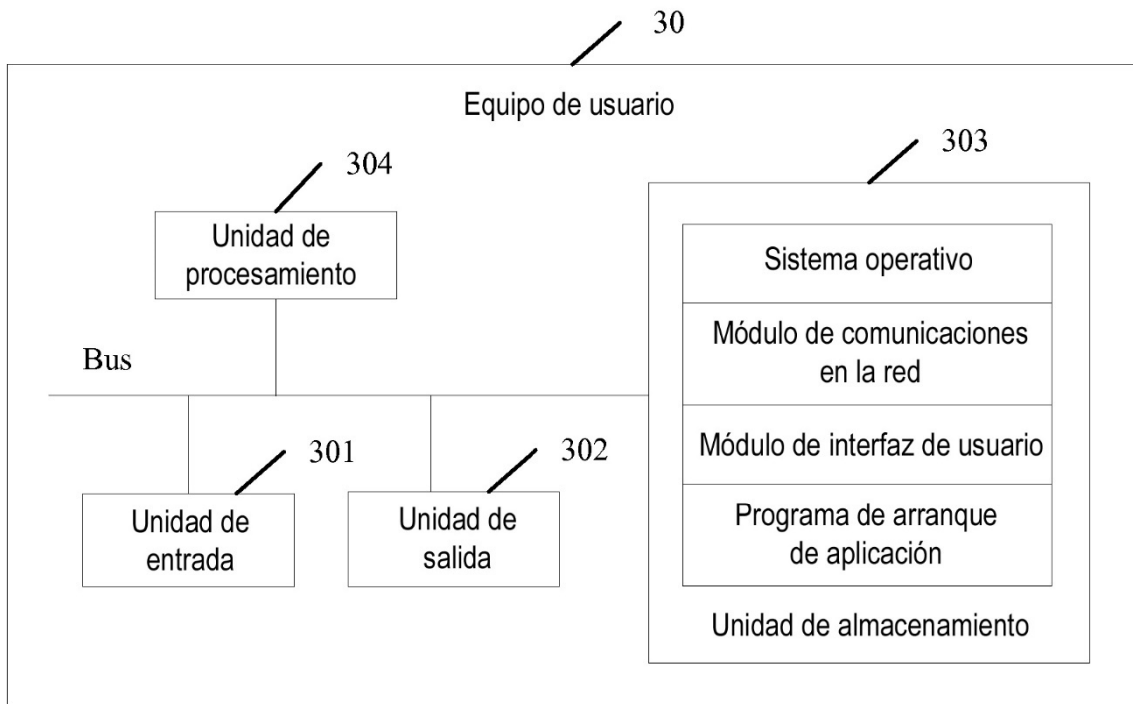 30
Equipo de usuario
304
303
Unidad de
procesamiento
Sistema operativo
Módulo de comunicaciones
en la red
Bus
Módulo de interfaz de usuario
301
302
Unidad de
entrada
Unidad de
salida
Programa de arranque
de aplicación
Unidad de almacenamiento